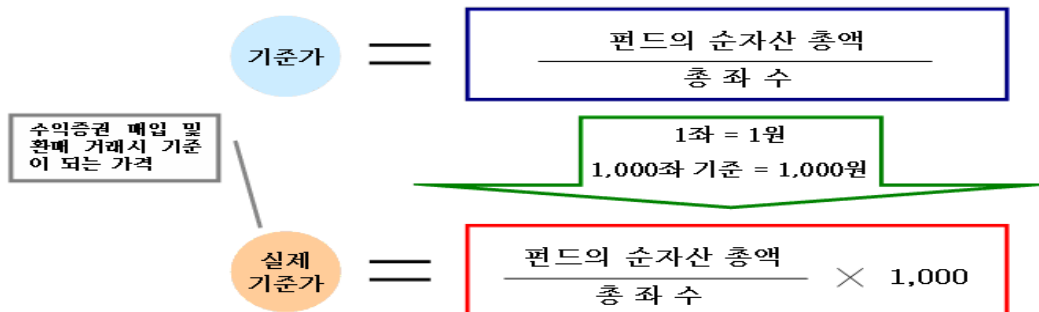 기준가
펀드의 순자산 총액
총 좌 수
수익증권 매입 및
환매 거래시 기준
이 되는 가격
1좌 = 1원
1,000좌 기준 = 1,000원
실제
기준가
펀드의 순자산 총액
총 좌 수
× 1,000